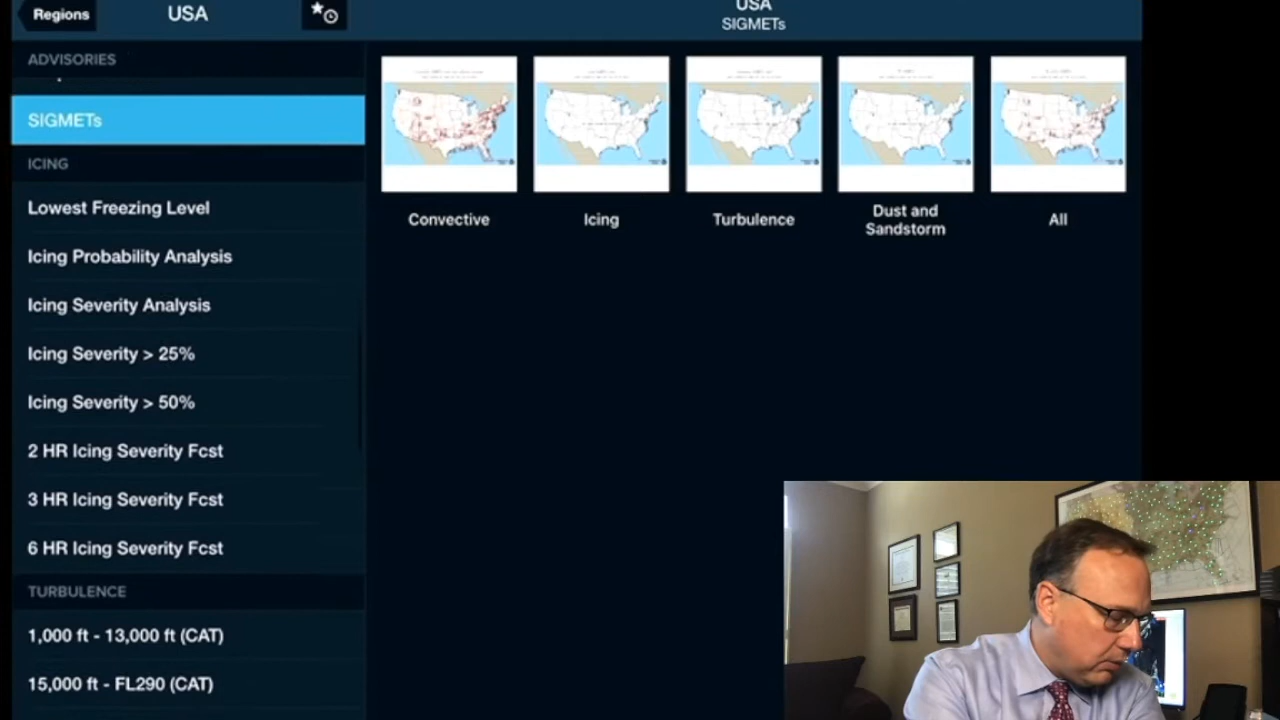 Regions
USA
USA
SIGMETs
ADVISORIES
SIGMETs
ICING
Lowest Freezing Level
Icing Probability Analysis
Icing Severity Analysis
Icing Severity > 25%
Icing Severity > 50%
2 HR Icing Severity Fcst
3 HR Icing Severity Fcst
6 HR Icing Severity Fcst
TURBULENCE
1,000 ft - 13,000 ft (CAT)
15,000 ft - FL290 (CAT)
Convective
Icing
Turbulence
Dust and
Sandstorm
All